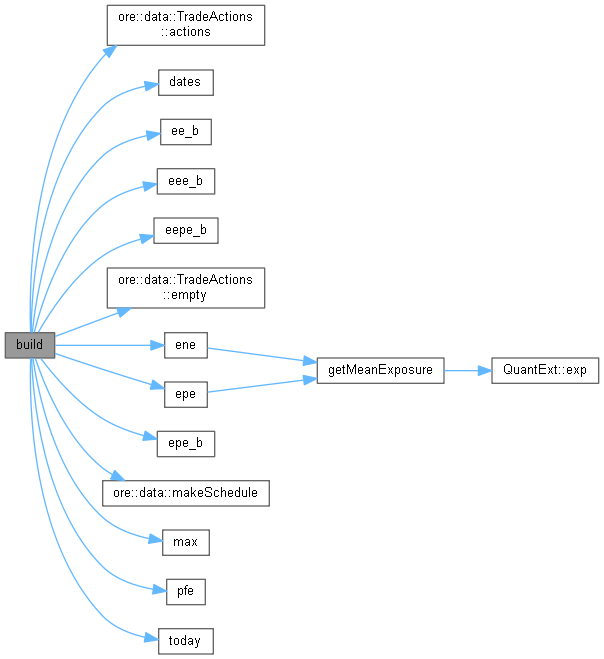 ore::data::TradeActions
::actions
dates
ee_b
eee_b
eepe_b
ore::data::TradeActions
::empty
build
ene
epe
getMeanExposure
QuantExt::exp
epe_b
ore::data::makeSchedule
max
pfe
today